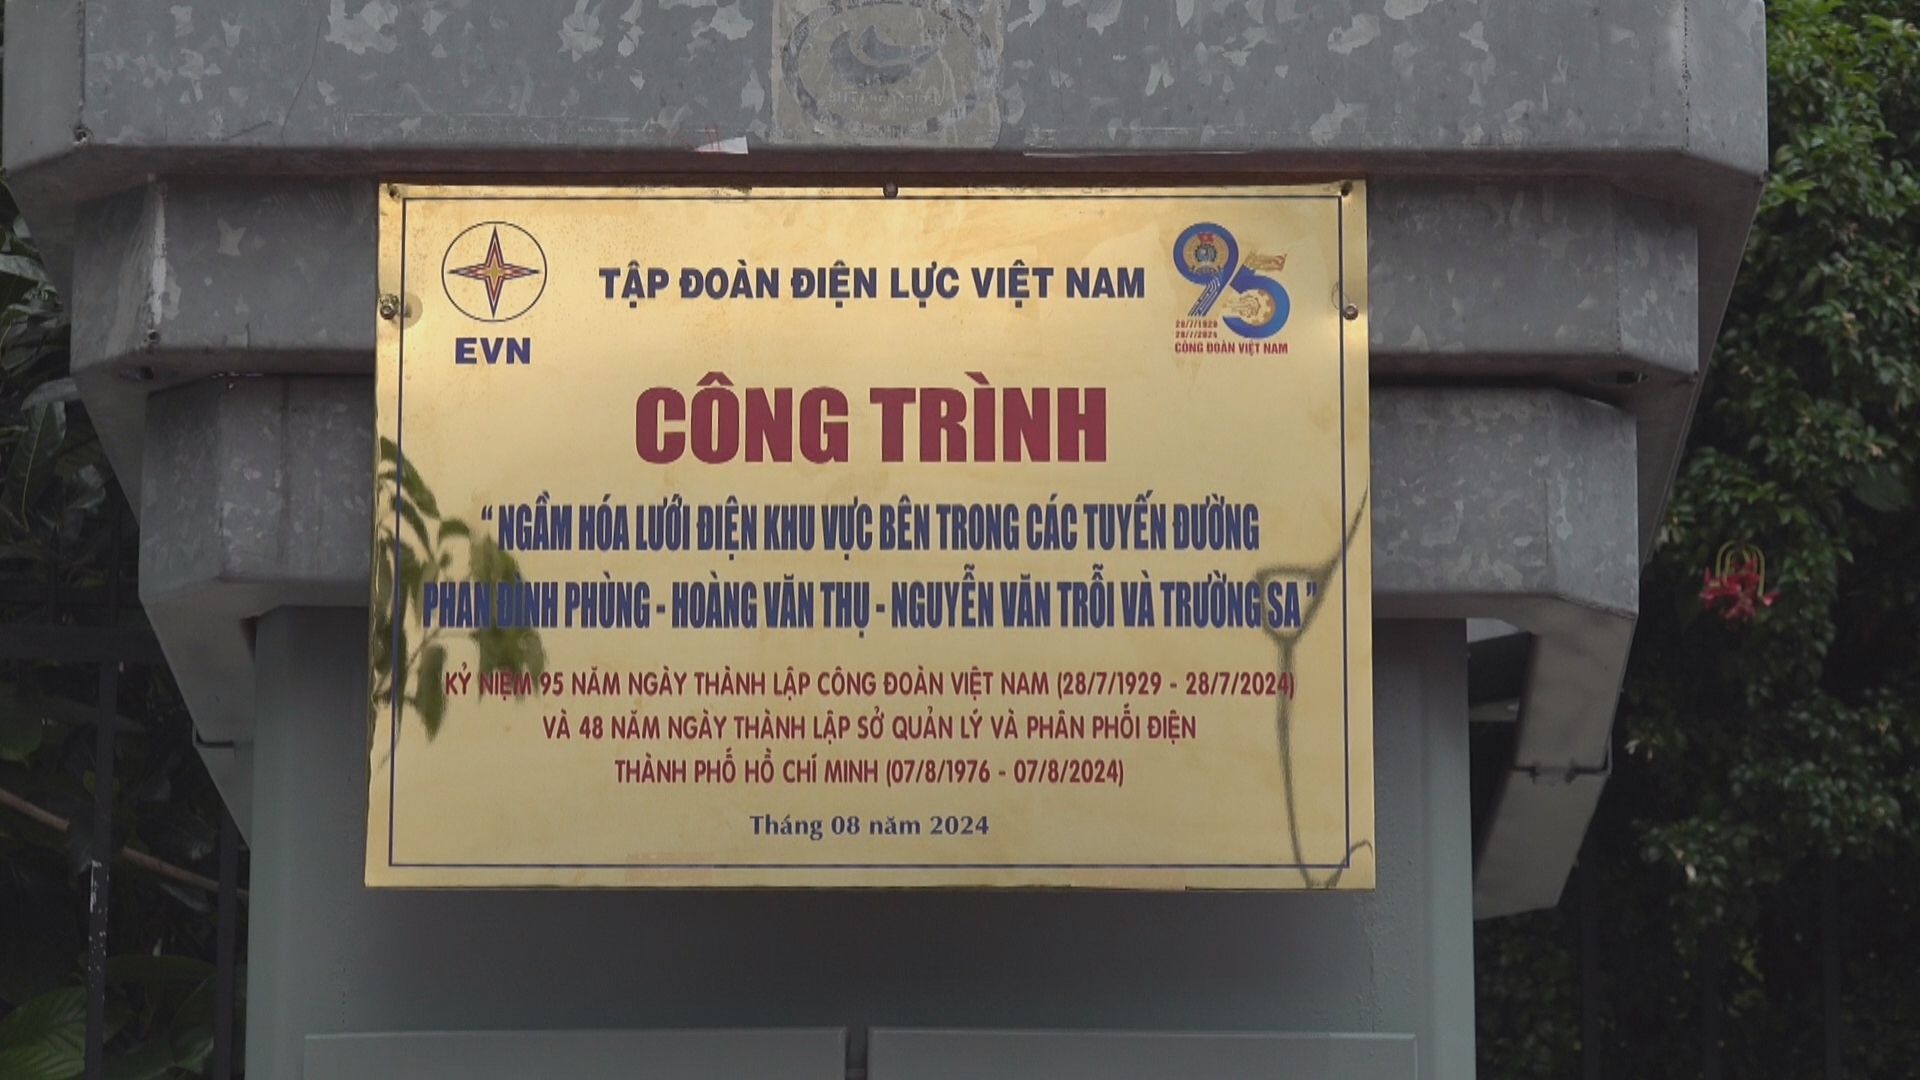 TẬP ĐOÀN ĐIỆN LỰC VIỆT NAM
EVN
95
28/7/1929
28/7/2024
CÔNG ĐOÀN VIỆT NAM
CÔNG TRÌNH
“ NGẦM HÓA LƯỚI ĐIỆN KHU VỰC BÊN TRONG CÁC TUYẾN ĐƯỜNG
PHAN ĐÌNH PHÙNG - HOÀNG VĂN THỤ - NGUYỄN VĂN TRỖI VÀ TRƯỜNG SA ”
KỶ NIỆM 95 NĂM NGÀY THÀNH LẬP CÔNG ĐOÀN VIỆT NAM (28/7/1929 - 28/7/2024)
VÀ 48 NĂM NGÀY THÀNH LẬP SỞ QUẢN LÝ VÀ PHÂN PHỐI ĐIỆN
THÀNH PHỐ HỒ CHÍ MINH (07/8/1976 - 07/8/2024)
Tháng 08 năm 2024